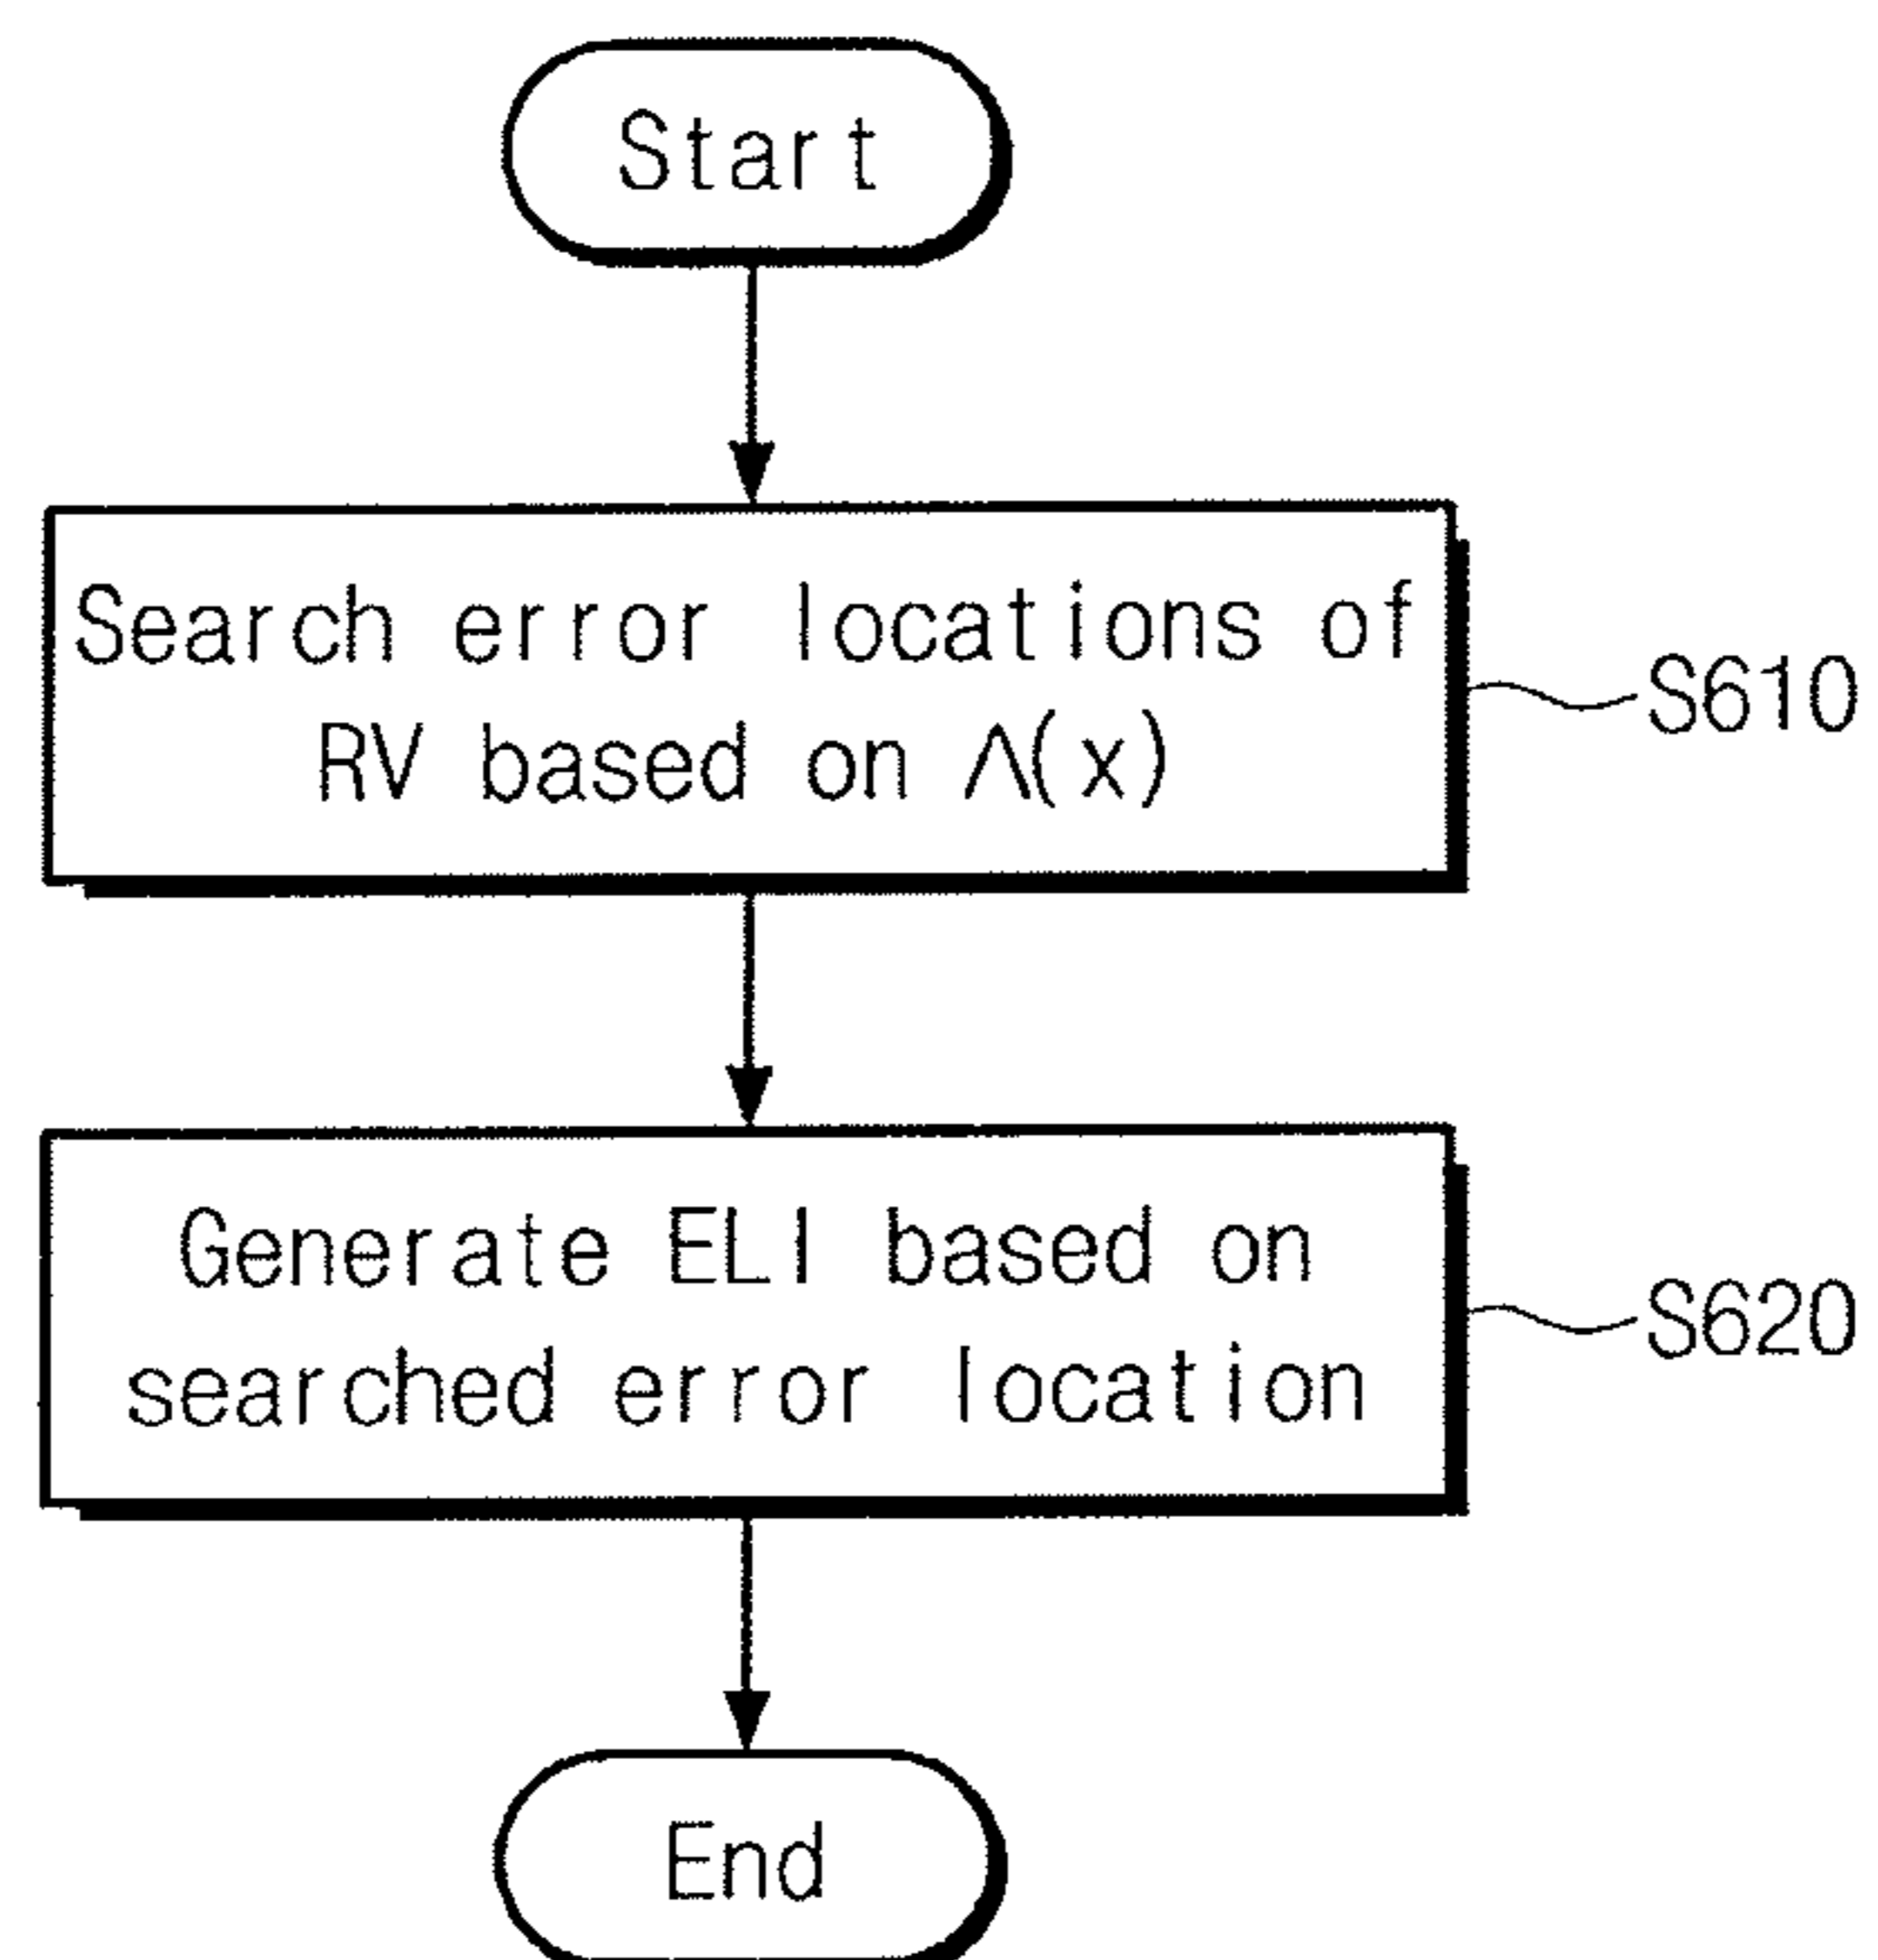 Start
Search error locations of
RV based on Λ(x)
S610
Generate ELI based on
searched error location
S620
End